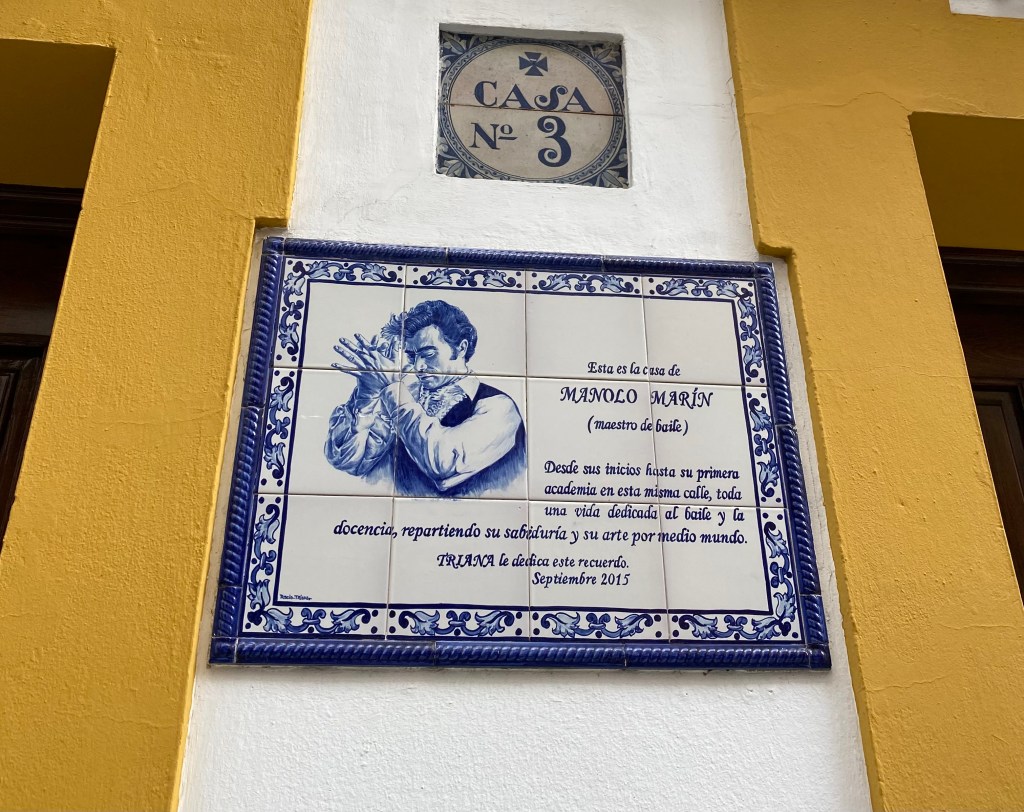 CASA
Nº 3
Esta es la casa de
MANOLO MARÍN
(maestro de baile)
Desde sus inicios hasta su primera
academia en esta misma calle, toda
una vida dedicada al baile y la
docencia, repartiendo su sabiduría y su arte por medio mundo.
TRIANA le dedica este recuerdo.
Septiembre 2015